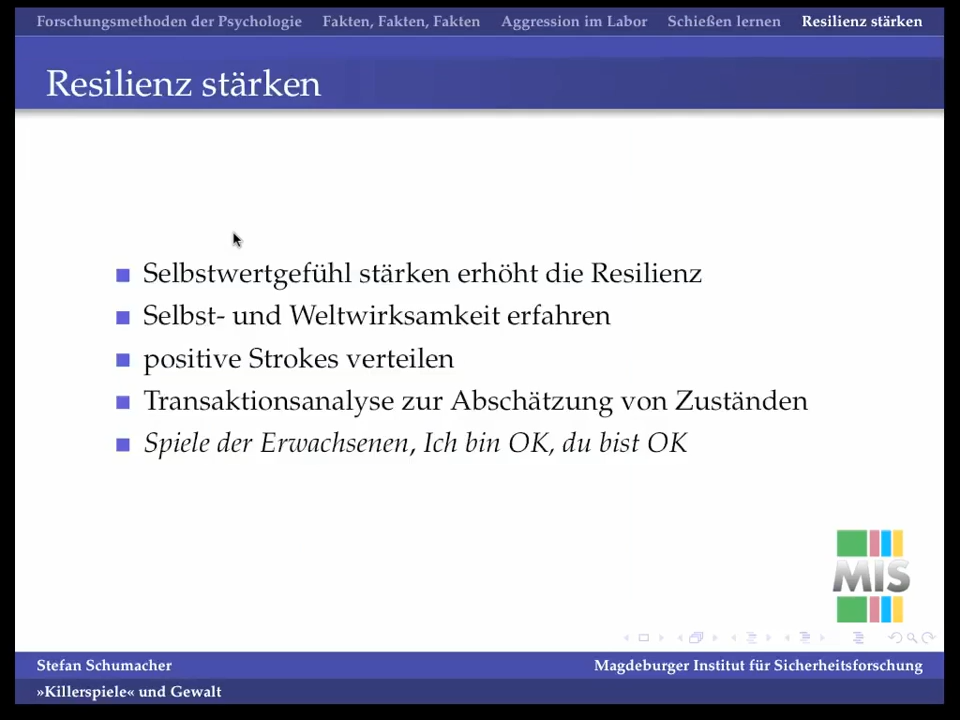 Forschungsmethoden der Psychologie Fakten, Fakten, Fakten Aggression im Labor Schießen lernen Resilienz stärken
Resilienz stärken
Selbstwertgefühl stärken erhöht die Resilienz
Selbst- und Weltwirksamkeit erfahren
positive Strokes verteilen
Transaktionsanalyse zur Abschätzung von Zuständen
Spiele der Erwachsenen, Ich bin OK, du bist OK
MIS
Stefan Schumacher Magdeburger Institut für Sicherheitsforschung
»Killerspiele« und Gewalt